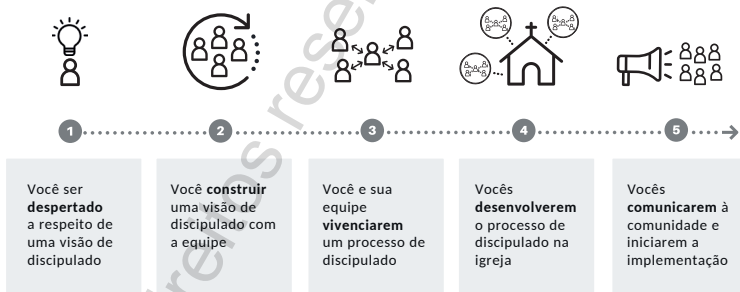 1
2
3
4
5
Você ser
despertado
a respeito de
uma visão de
discipulado
Você construir
uma visão de
discipulado com
a equipe
Você e sua
equipe
vivenciarem
um processo de
discipulado
Vocês
desenvolverem
o processo de
discipulado na
igreja
Vocês
comunicarem à
comunidade e
iniciarem a
implementação